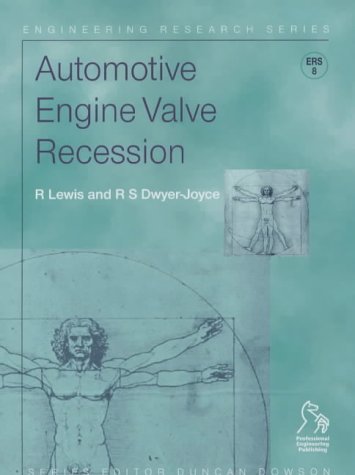 ENGINEERING RESEARCH SERIES
Automotive
Engine Valve
Recession
ERS
8
R Lewis and R S Dwyer-Joyce
Professional
Engineering
Publishing
SERIES EDITOR DUNCAN DOWSON